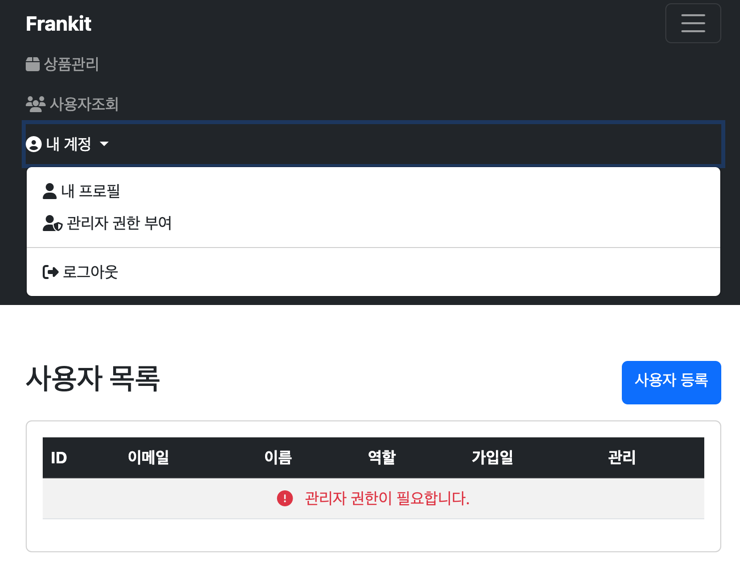 Frankit
상품관리
사용자조회
내 계정
내 프로필
관리자 권한 부여
로그아웃
사용자 목록
사용자 등록
ID 이메일 이름 역할 가입일 관리
관리자 권한이 필요합니다.